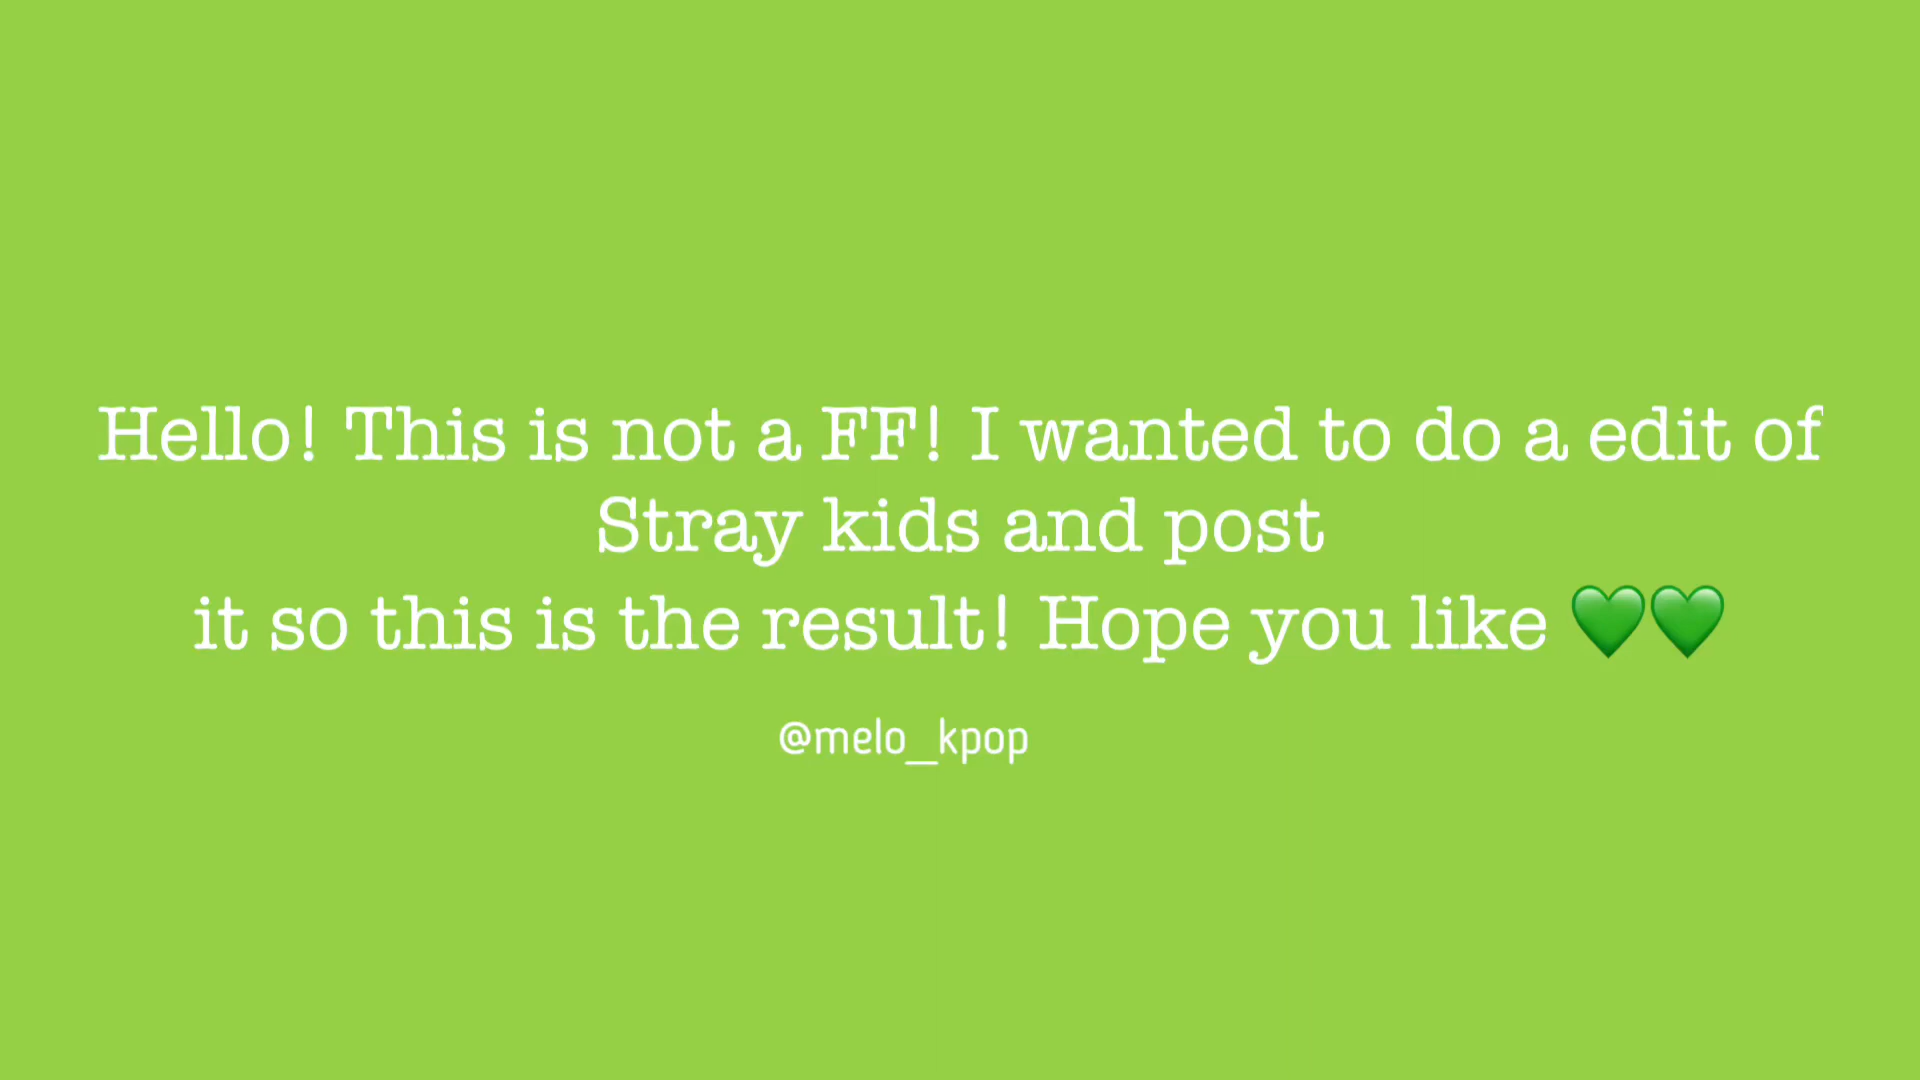 Hello! This is not a FF! I wanted to do a edit of
Stray kids and post
it so this is the result! Hope you like 💚💚
@melo_kpop